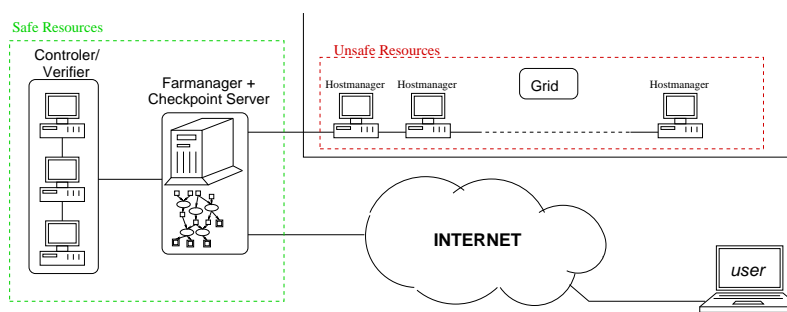 Safe Resources
Controler/
Verifier
Farmanager +
Checkpoint Server
Unsafe Resources
Hostmanager
Hostmanager
Grid
Hostmanager
INTERNET
user